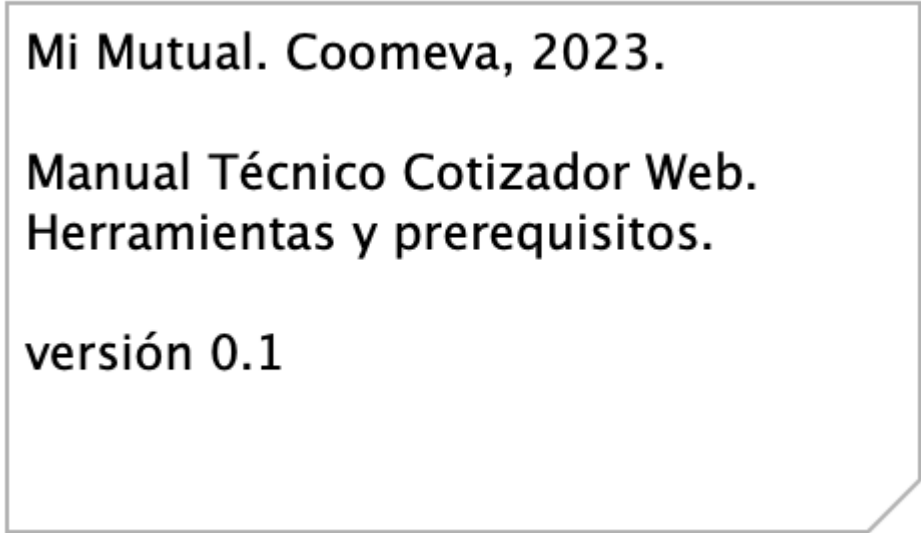 Mi Mutual. Coomeva, 2023.
Manual Técnico Cotizador Web.
Herramientas y prerequisitos.
versión 0.1